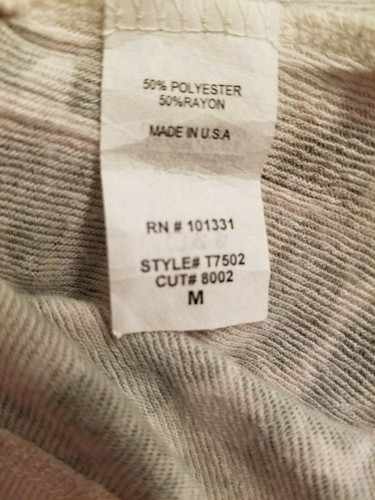 50% POLYESTER
50%RAYON
MADE IN U.S.A
RN # 101331
STYLE# T7502
CUT# 8002
M